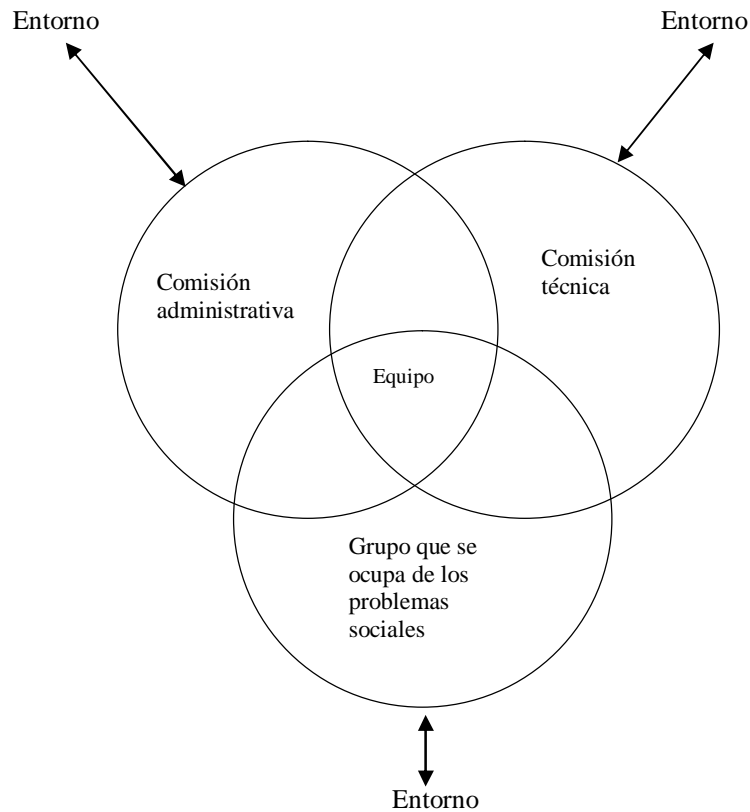 Entorno
Entorno
Comisión
administrativa
Comisión
técnica
Equipo
Grupo que se
ocupa de los
problemas
sociales
Entorno